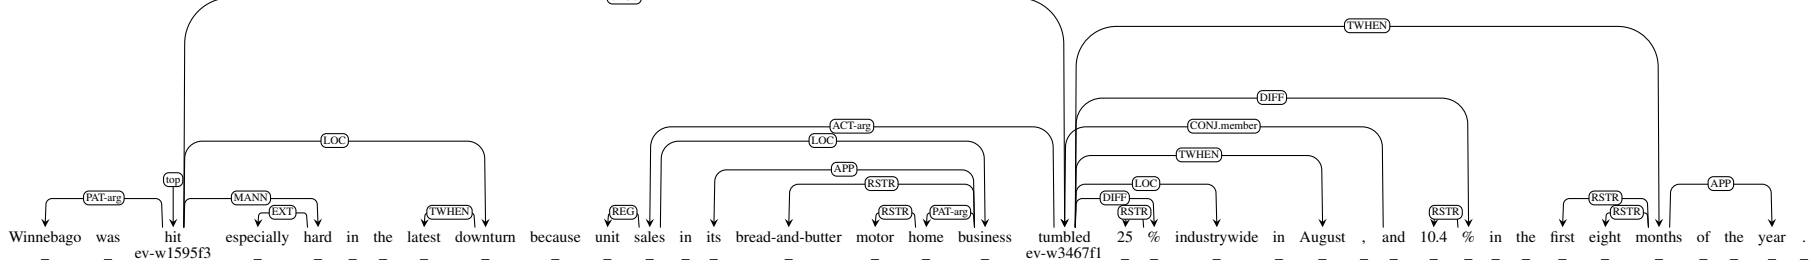 TWHEN
DIFF
ACT-arg CONJ.member
LOC LOC
TWHEN
APP
top RSTR LOC APP
PAT-arg MANN DIFF RSTR
EXT TWHEN REG RSTR PAT-arg RSTR RSTR RSTR
Winnebago was hit especially hard in the latest downturn because unit sales in its bread-and-butter motor home business tumbled 25 % industrywide in August , and 10.4 % in the first eight months of the year .
ev-w1595f3 ev-w3467f1
_ _ _ _ _ _ _ _ _ _ _ _ _ _ _ _ _ _ _ _ _ _ _ _ _ _ _ _ _ _ _ _ _ _ _ _